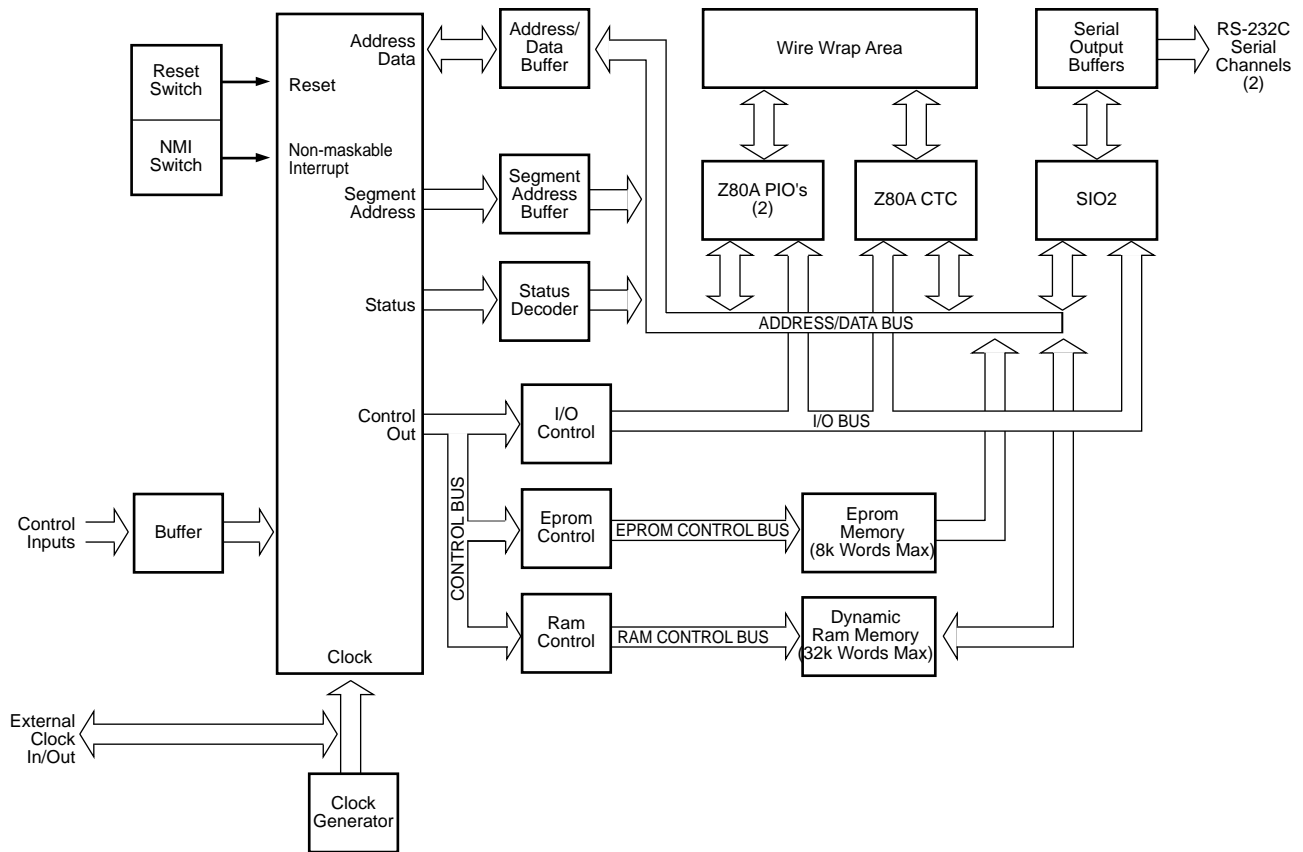 Reset
Switch
NMI
Switch
Address
Data
Reset
Non-maskable
Interrupt
Segment
Address
Status
Control
Out
Clock
Address/
Data
Buffer
Segment
Address
Buffer
Status
Decoder
Wire Wrap Area
Serial
Output
Buffers
RS-232C
Serial
Channels
(2)
Z80A PIO's
(2)
Z80A CTC
SIO2
ADDRESS/DATA BUS
I/O
Control
I/O BUS
CONTROL BUS
Control
Inputs
Buffer
Eprom
Control
EPROM CONTROL BUS
Eprom
Memory
(8k Words Max)
Ram
Control
RAM CONTROL BUS
Dynamic
Ram Memory
(32k Words Max)
External
Clock
In/Out
Clock
Generator